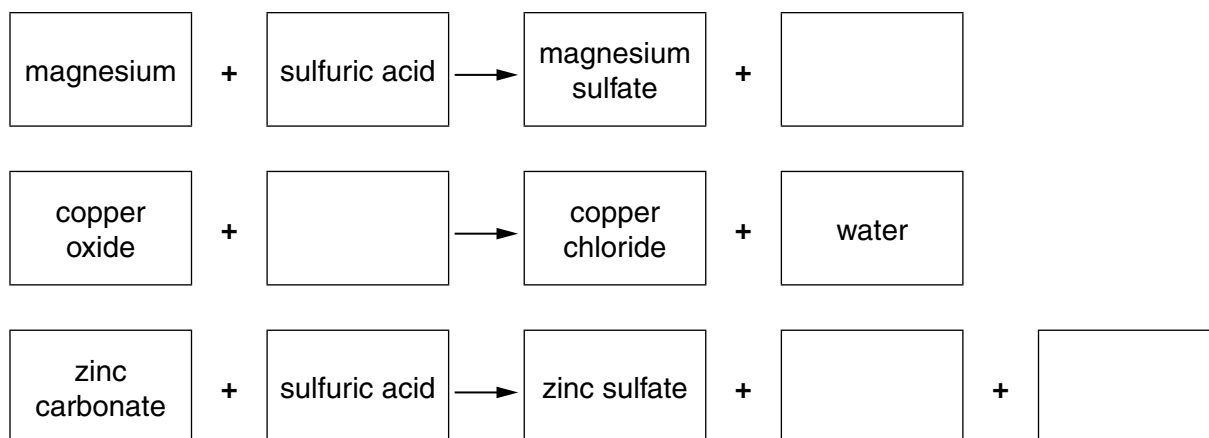 magnesium + sulfuric acid → magnesium sulfate +
copper oxide + → copper chloride + water
zinc carbonate + sulfuric acid → zinc sulfate + +